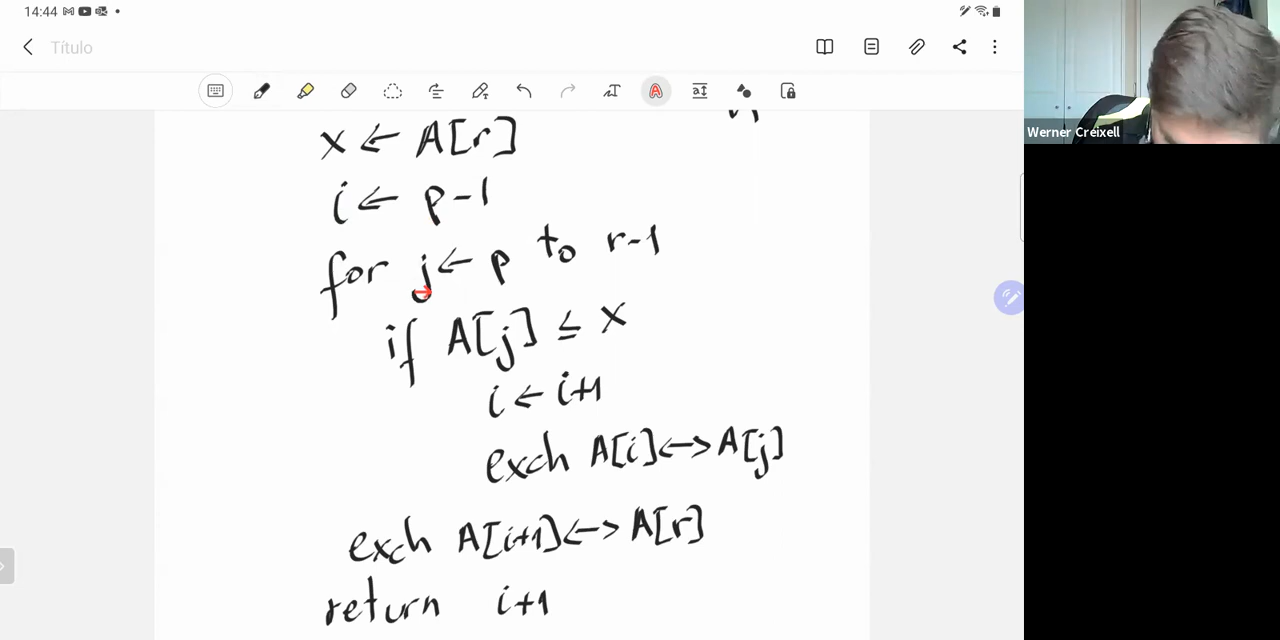 14:44
Título
x ← A[r]
i ← p-1
for j ← p to r-1
if A[j] ≤ x
i ← i+1
exch A[i] ↔ A[j]
exch A[i+1] ↔ A[r]
return i+1
Werner Creixell